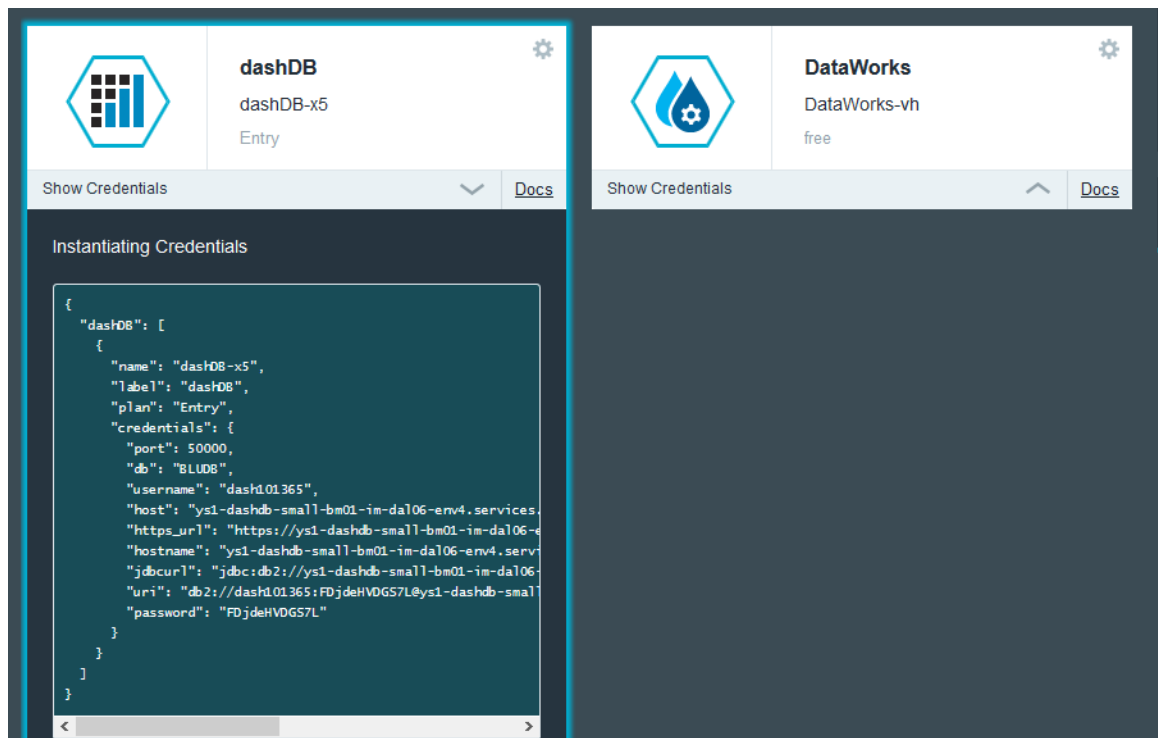 dashDB
dashDB-x5
Entry
Show Credentials
Docs
Instantiating Credentials
{
"dashDB": [
{
"name": "dashDB-x5",
"label": "dashDB",
"plan": "Entry",
"credentials": {
"port": 50000,
"db": "BLUDB",
"username": "dash101365",
"host": "ys1-dashdb-small-bm01-im-dal06-env4.services.
"https_url": "https://ys1-dashdb-small-bm01-im-dal06-e
"hostname": "ys1-dashdb-small-bm01-im-dal06-env4.servi
"jdbcurl": "jdbc:db2://ys1-dashdb-small-bm01-im-dal06-
"uri": "db2://dash101365:FDjdeHVDGS7L@ys1-dashdb-small
"password": "FDjdeHVDGS7L"
}
}
]
}
DataWorks
DataWorks-vh
free
Show Credentials
Docs